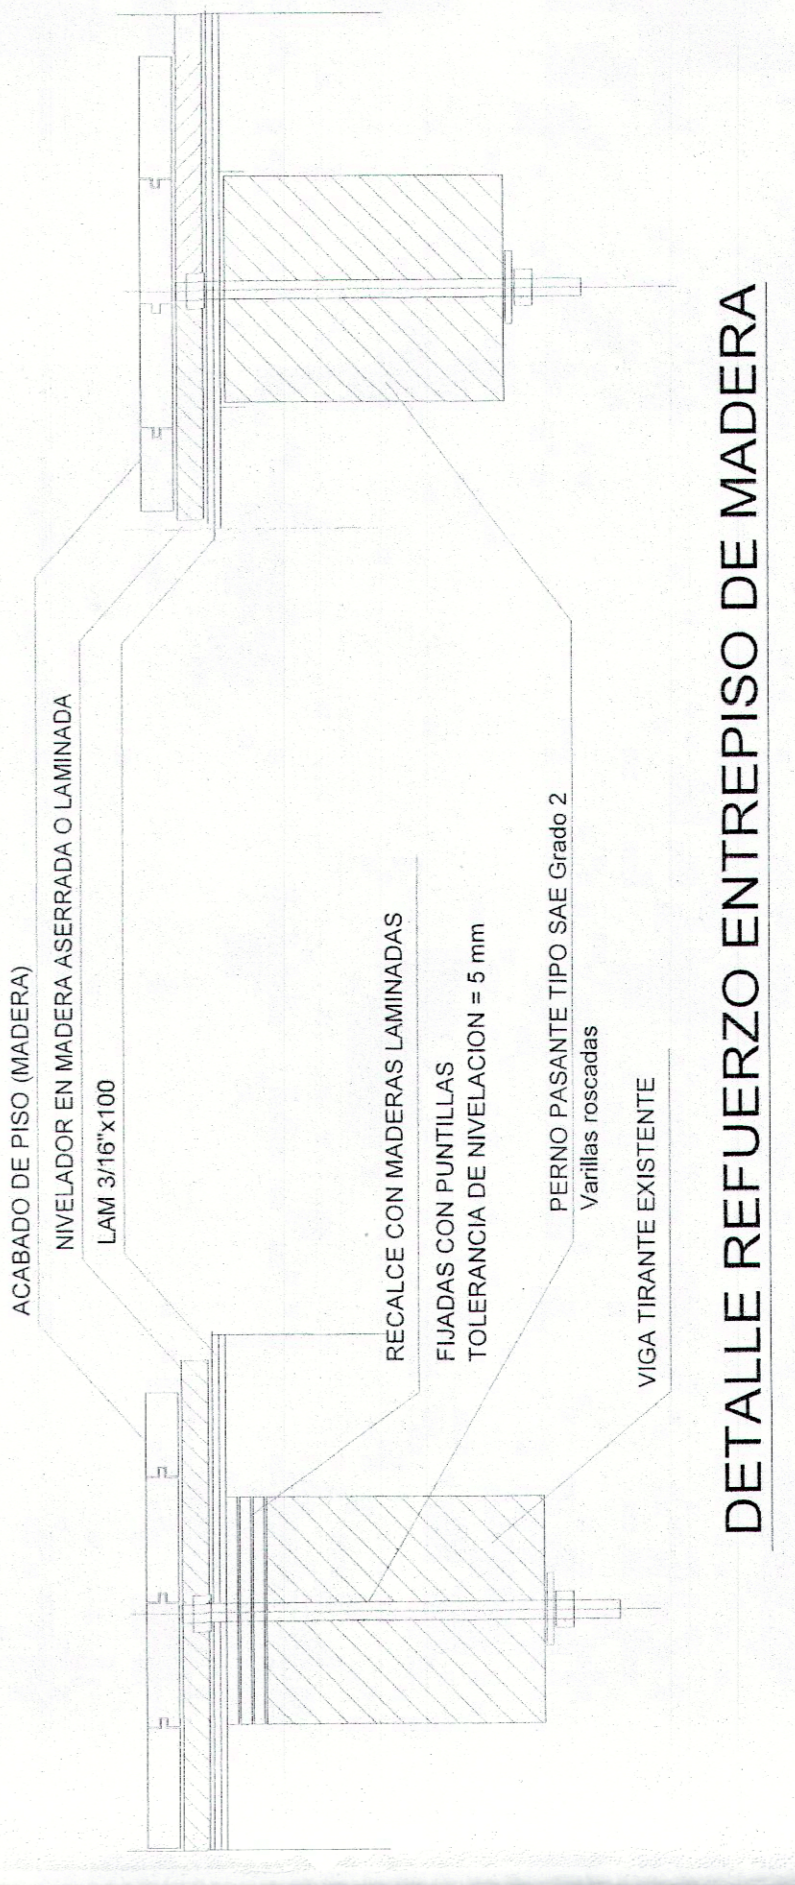 ACABADO DE PISO (MADERA)
NIVELADOR EN MADERA ASERRADA O LAMINADA
LAM 3/16"x100
RECALCE CON MADERAS LAMINADAS
FIJADAS CON PUNTILLAS
TOLERANCIA DE NIVELACION = 5 mm
PERNO PASANTE TIPO SAE Grado 2
Varillas roscadas
VIGA TIRANTE EXISTENTE
DETALLE REFUERZO ENTREPISO DE MADERA